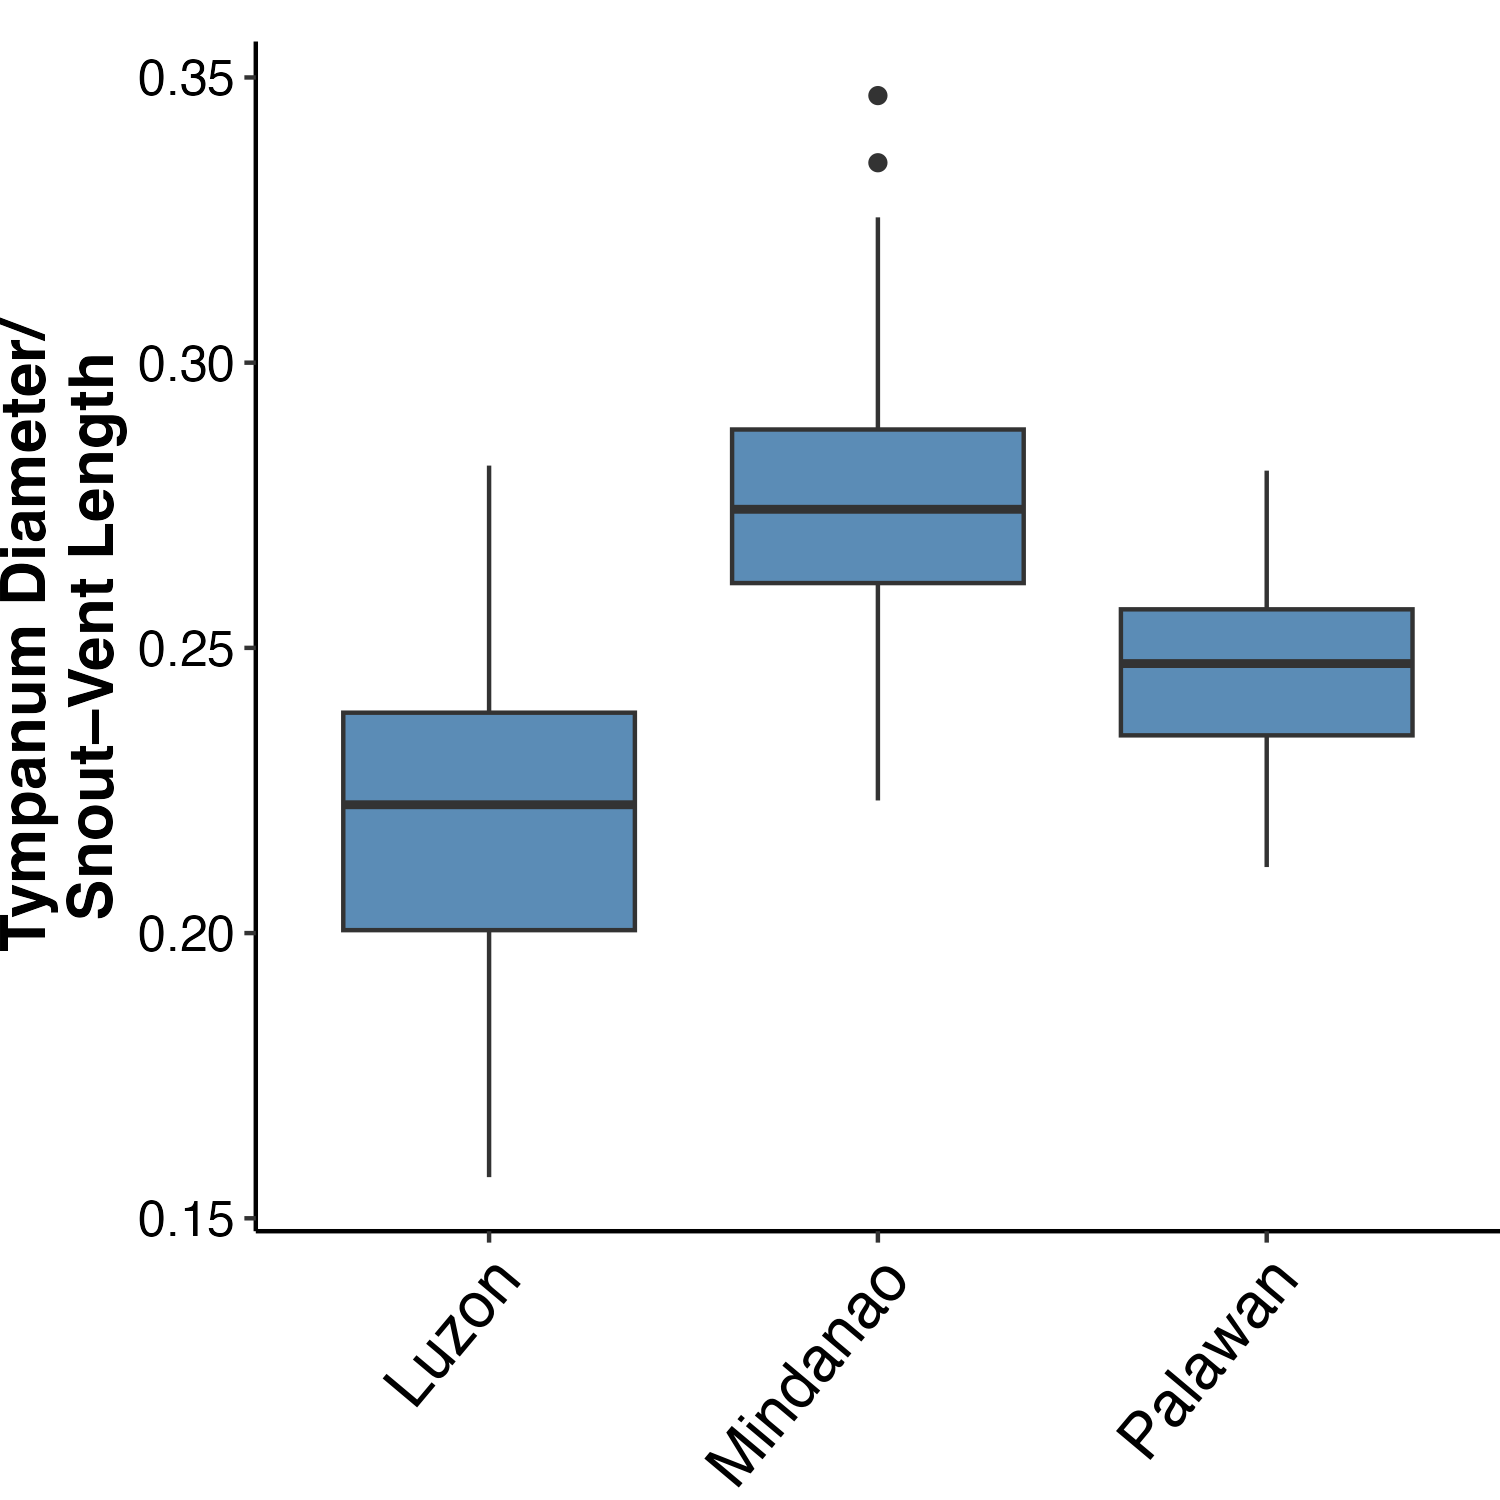 Tympanum Diameter/
Snout–Vent Length
0.35
0.30
0.25
0.20
0.15
Luzon
Mindanao
Palawan